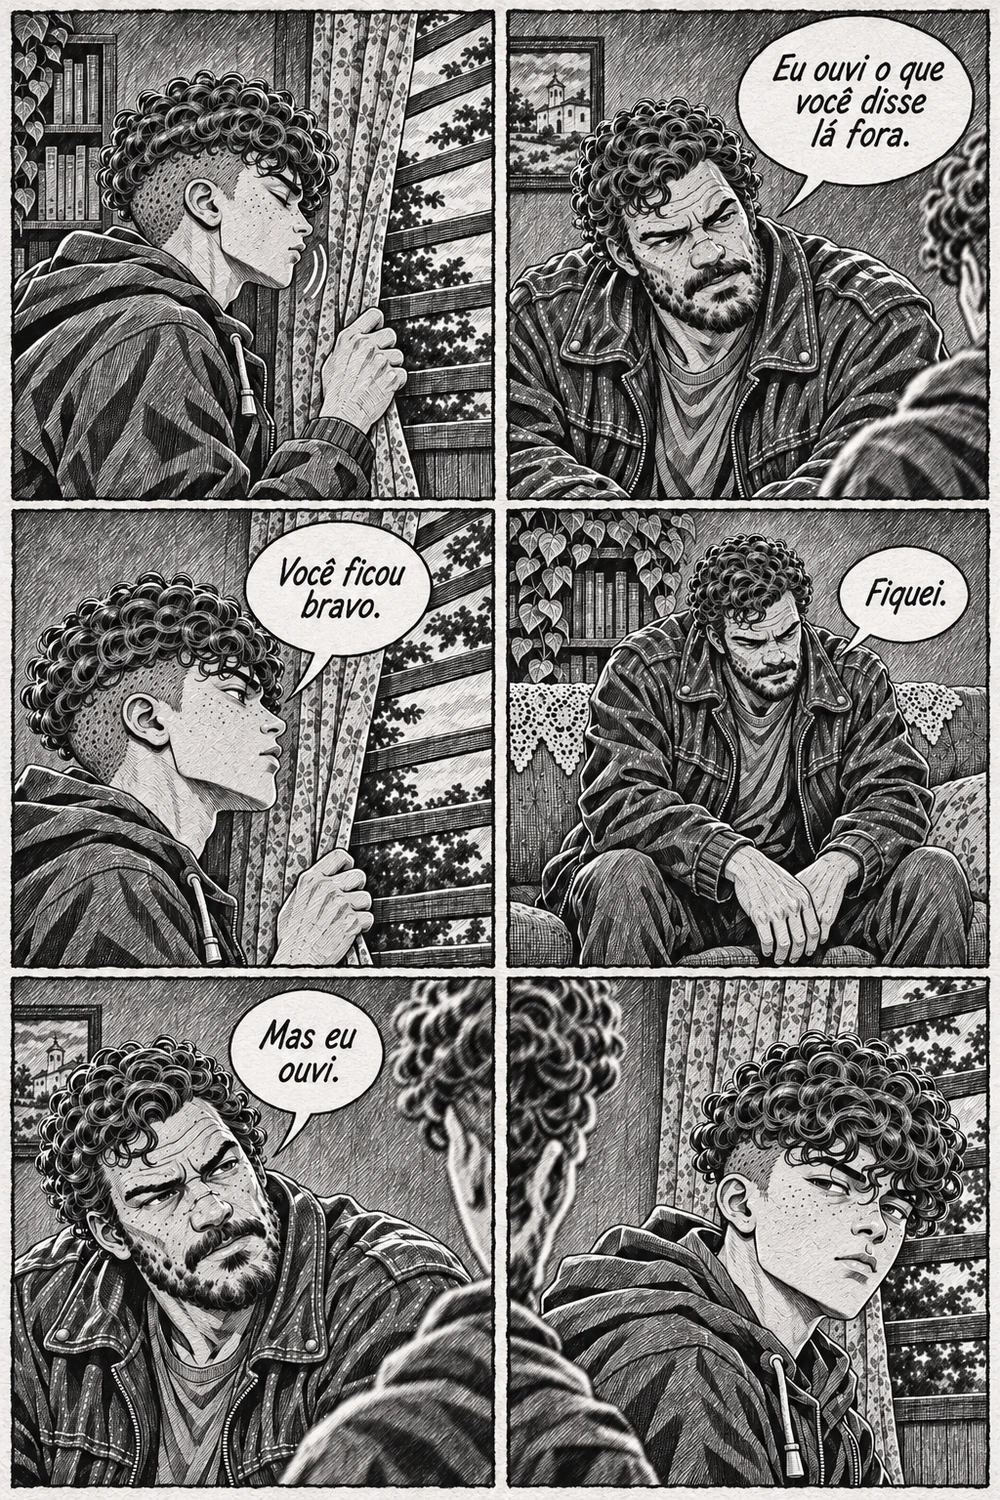 Eu ouvi o que
você disse
lá fora.
Você ficou
bravo.
Fiquei.
Mas eu
ouvi.